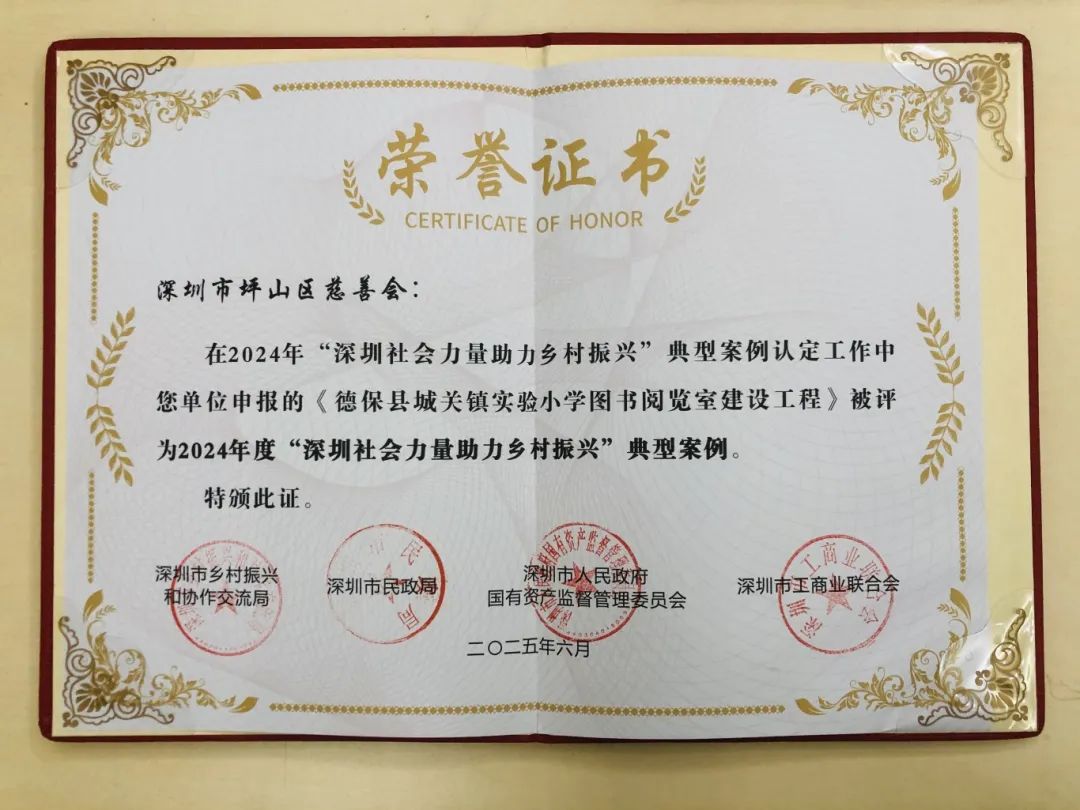 荣誉证书
CERTIFICATE OF HONOR
深圳市坪山区慈善会：
在2024年“深圳社会力量助力乡村振兴”典型案例认定工作中
您单位申报的《德保县城关镇实验小学图书阅览室建设工程》被评
为2024年度“深圳社会力量助力乡村振兴”典型案例。
特颁此证。
深圳市乡村振兴
和协作交流局
深圳市民政局
深圳市人民政府
国有资产监督管理委员会
深圳市工商业联合会
二〇二五年六月